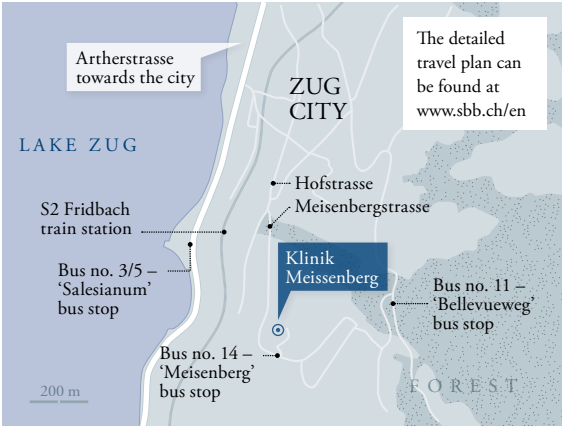 Artherstrasse
towards the city
The detailed
travel plan can
be found at
www.sbb.ch/en
ZUG
CITY
LAKE ZUG
Hofstrasse
Meisenbergstrasse
S2 Fridbach
train station
Klinik
Meissenberg
Bus no. 3/5 –
‘Salesianum’
bus stop
Bus no. 11 –
‘Bellevueweg’
bus stop
Bus no. 14 –
‘Meisenberg’
bus stop
FOREST
200 m